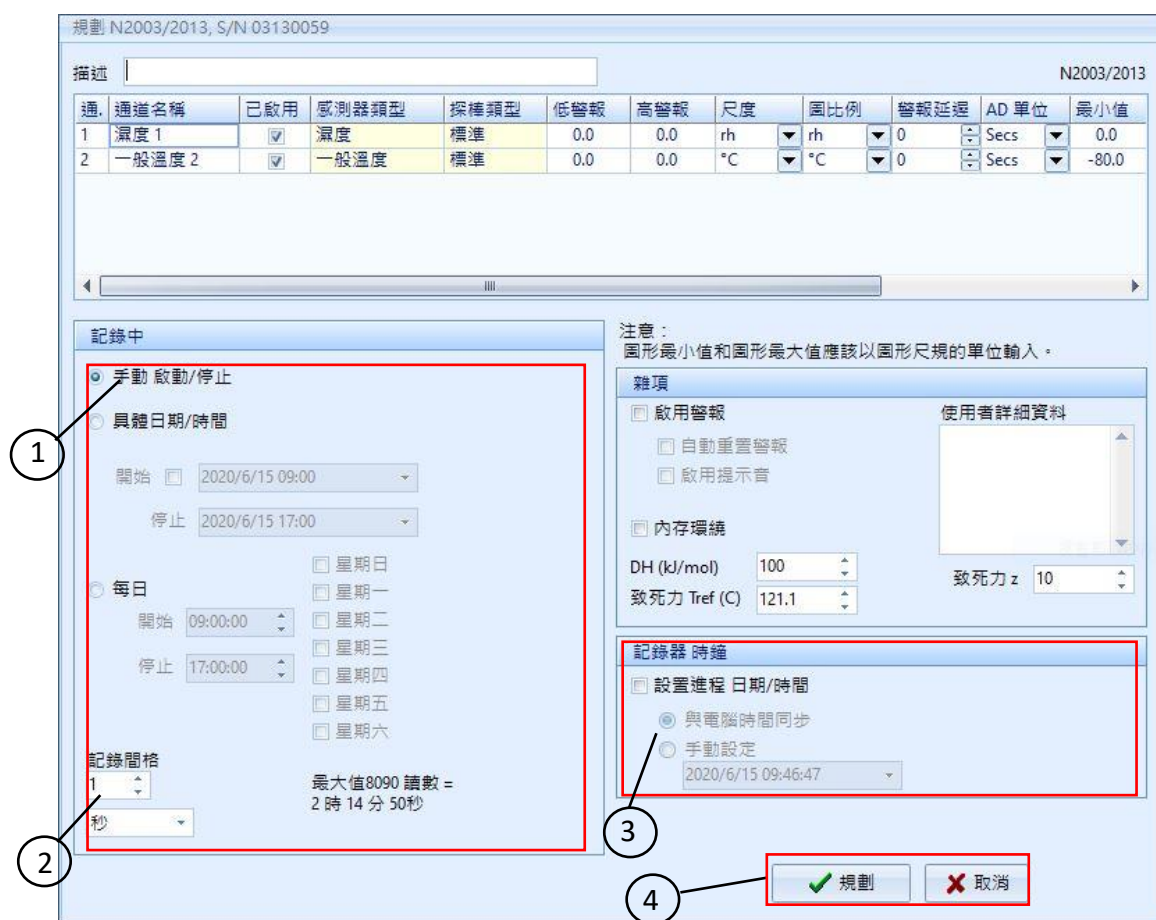 規劃 N2003/2013, S/N 03130059
描述
N2003/2013
通. 通道名稱 已啟用 感測器類型 探棒類型 低警報 高警報 尺度 圖比例 警報延遲 AD 單位 最小值
1 濕度 1 濕度 標準 0.0 0.0 rh rh 0 Secs 0.0
2 一般溫度 2 一般溫度 標準 0.0 0.0 °C °C 0 Secs -80.0
記錄中
手動 啟動/停止
1
具體日期/時間
開始 2020/6/15 09:00
停止 2020/6/15 17:00
每日
開始 09:00:00
停止 17:00:00
星期日
星期一
星期二
星期三
星期四
星期五
星期六
記錄間格
1
秒
2
最大值8090 讀數 =
2 時 14 分 50秒
注意：
圖形最小值和圖形最大值應該以圖形尺規的單位輸入。
雜項
啟用警報
自動重置警報
啟用提示音
內存環繞
使用者詳細資料
DH (kJ/mol) 100
致死力 Tref (C) 121.1
致死力 z 10
記錄器 時鐘
設置進程 日期/時間
與電腦時間同步
手動設定
2020/6/15 09:46:47
3
4
規劃
取消